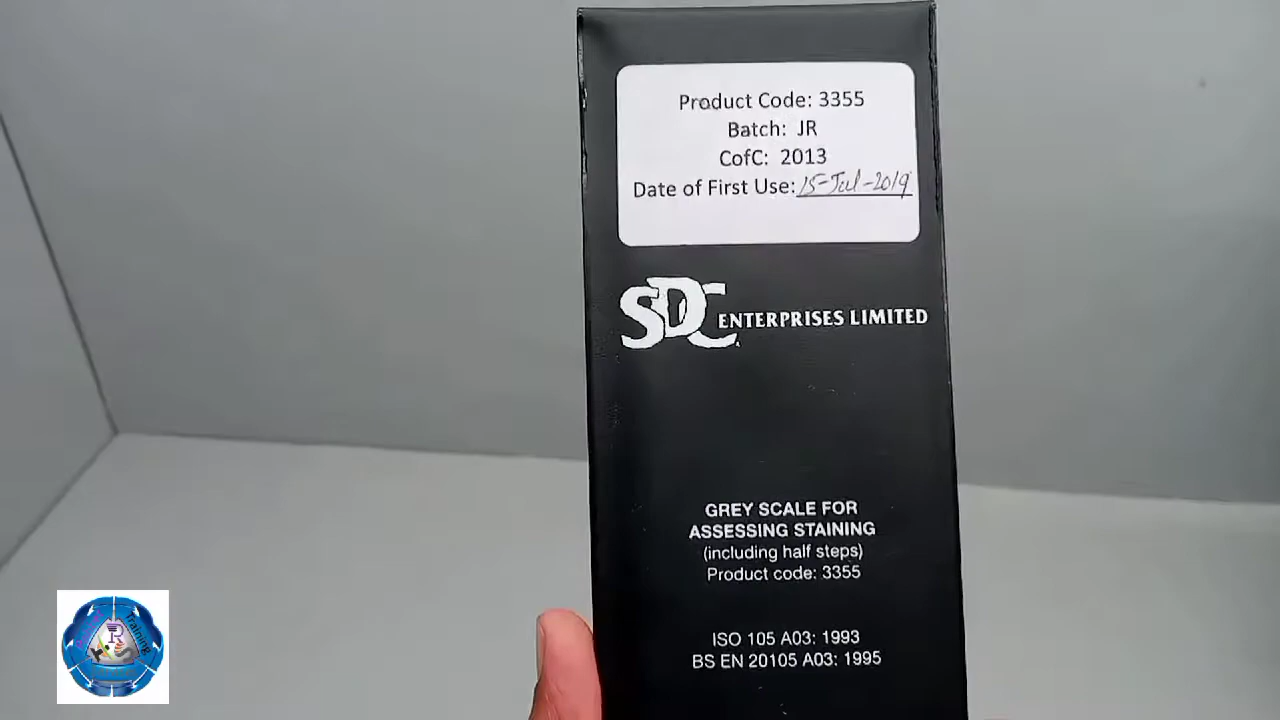 Product Code: 3355
Batch: JR
CofC: 2013
Date of First Use: 15-Jul-2019
SDC ENTERPRISES LIMITED
GREY SCALE FOR
ASSESSING STAINING
(including half steps)
Product code: 3355
ISO 105 A03: 1993
BS EN 20105 A03: 1995
Training